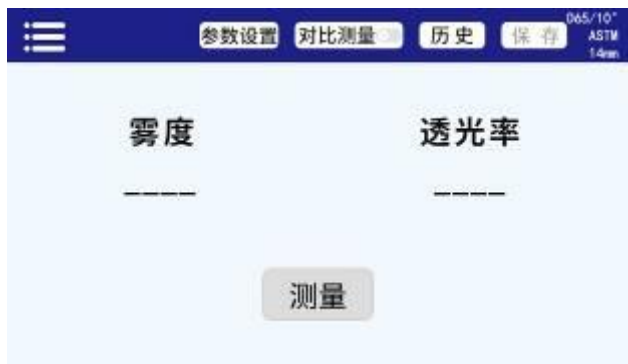 参数设置 对比测量 历史 保存 D65/10°
ASTM
14mm
雾度 透光率
---- ----
测量